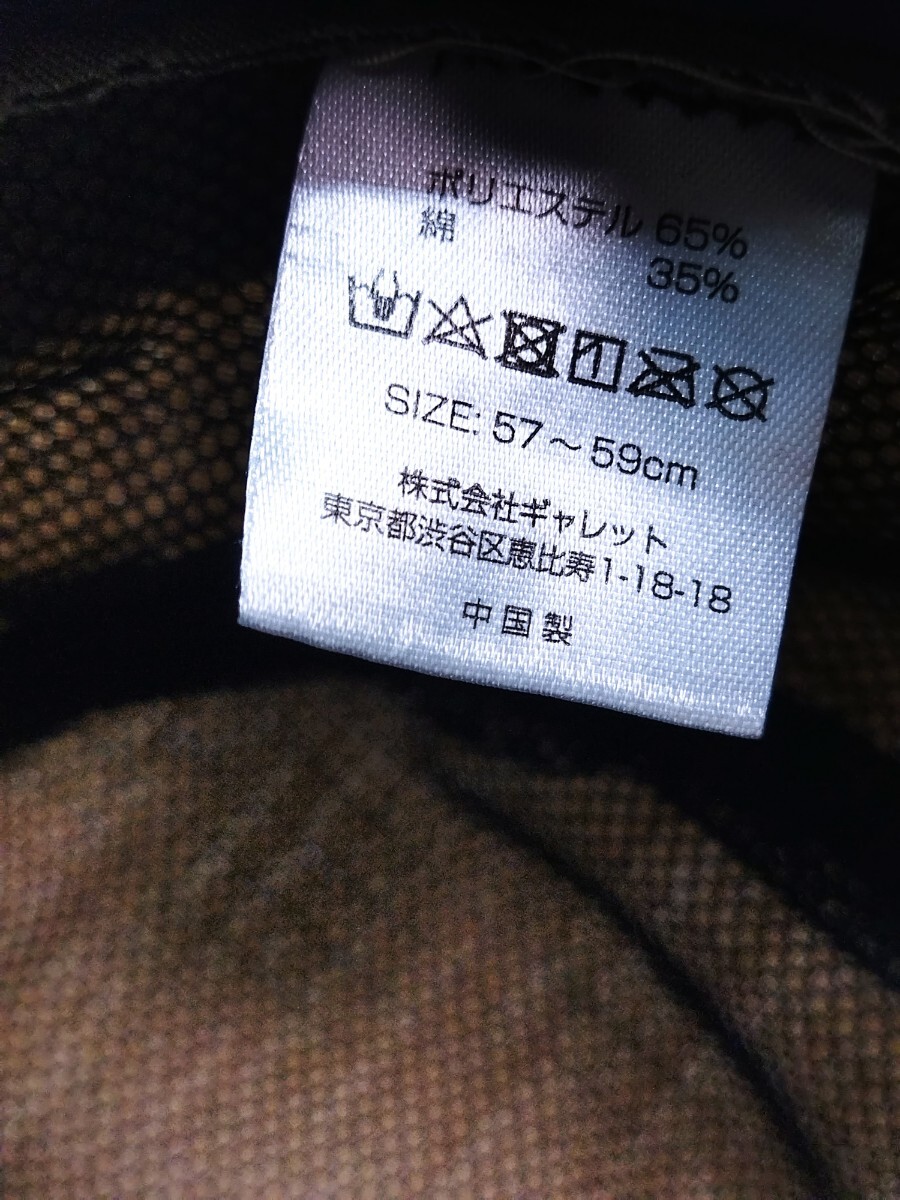 ポリエステル 65%
綿 35%
SIZE: 57～59cm
株式会社ギャレット
東京都渋谷区恵比寿1-18-18
中国製